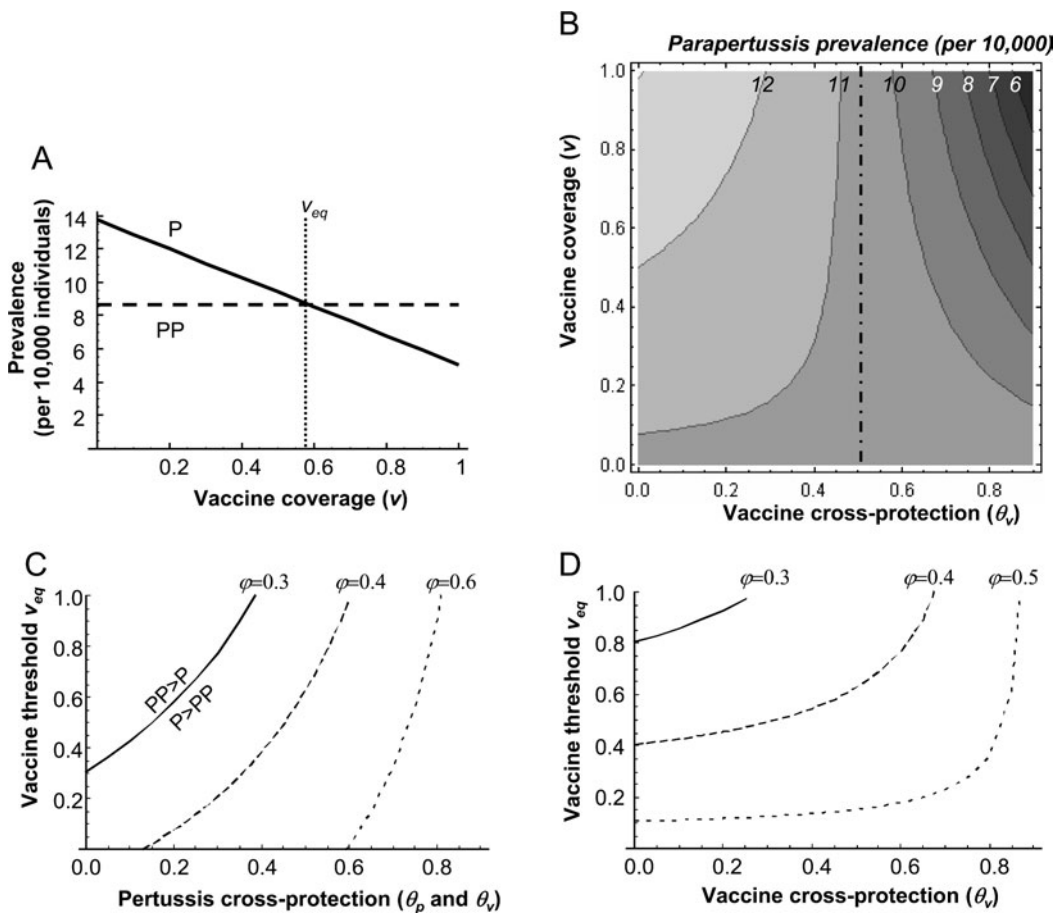 A
Prevalence
(per 10,000 individuals)
14
12
10
8
6
4
2
P
PP
v_eq
0.2
0.4
0.6
0.8
1
Vaccine coverage (v)
B
Parapertussis prevalence (per 10,000)
12
11
10
9
8
7
6
Vaccine coverage (v)
1.0
0.8
0.6
0.4
0.2
0.0
0.0
0.2
0.4
0.6
0.8
Vaccine cross-protection (θv)
C
φ=0.3
φ=0.4
φ=0.6
Vaccine threshold v_eq
1.0
0.8
0.6
0.4
0.2
PP>P
P>PP
0.0
0.2
0.4
0.6
0.8
Pertussis cross-protection (θp and θv)
D
φ=0.3
φ=0.4
φ=0.5
Vaccine threshold v_eq
1.0
0.8
0.6
0.4
0.2
0.0
0.2
0.4
0.6
0.8
Vaccine cross-protection (θv)